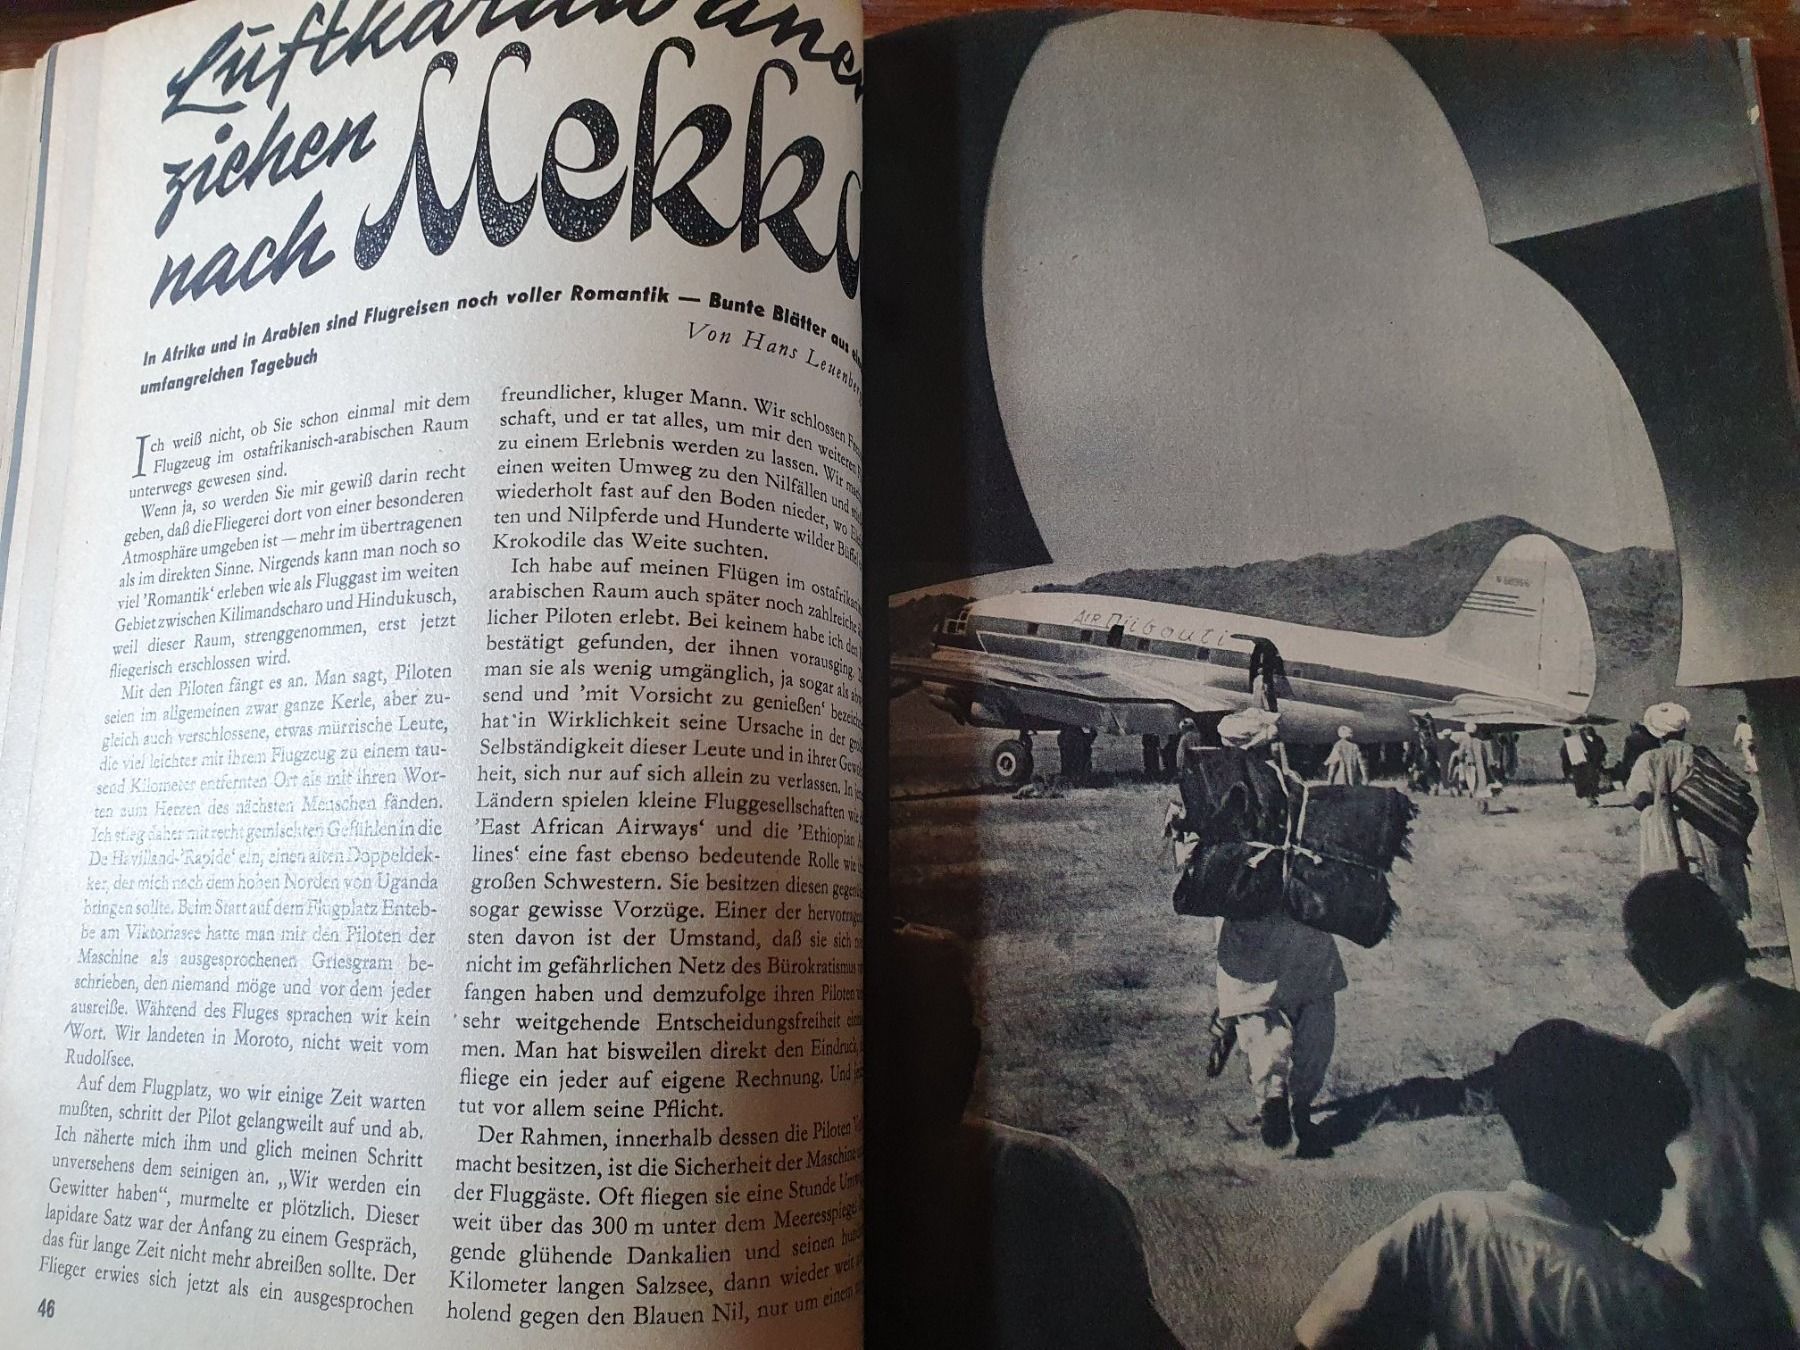 Luftkarawanen
ziehen
nach Mekka
In Afrika und in Arabien sind Flugreisen noch voller Romantik — Bunte Blätter aus
umfangreichen Tagebuch
Von Hans
Ich weiß nicht, ob Sie schon einmal mit dem
Flugzeug im ostafrikanisch-arabischen Raum
unterwegs gewesen sind.
Wenn ja, so werden Sie mir gewiß darin recht
geben, daß die Fliegerei dort von einer besonderen
Atmosphäre umgeben ist — mehr im übertragenen
als im direkten Sinne. Nirgends kann man noch so
viel ’Romantik‘ erleben wie als Fluggast im weiten
Gebiet zwischen Kilimandscharo und Hindukusch,
weil dieser Raum, strenggenommen, erst jetzt
fliegerisch erschlossen wird.
Mit den Piloten fängt es an. Man sagt, Piloten
seien im allgemeinen zwar ganze Kerle, aber zu-
gleich auch verschlossene, etwas mürrische Leute,
die viel leichter mit ihrem Flugzeug zu einem tau-
send Kilometer entfernten Ort als mit ihren Wor-
ten zum Herzen des nächsten Menschen fänden.
Ich stieg daher mit recht gemischten Gefühlen in die
De Havilland-’Rapide‘ ein, einen alten Doppeldek-
ker, der mich nach dem hohen Norden von Uganda
bringen sollte. Beim Start auf dem Flugplatz Enteb-
be am Viktoriasee hatte man mir den Piloten der
Maschine als ausgesprochenen Griesgram be-
schrieben, den niemand möge und vor dem jeder
ausreiße. Während des Fluges sprachen wir kein
Wort. Wir landeten in Moroto, nicht weit vom
Rudolfsee.
Auf dem Flugplatz, wo wir einige Zeit warten
mußten, schritt der Pilot gelangweilt auf und ab.
Ich näherte mich ihm und glich meinen Schritt
unversehens dem seinigen an. „Wir werden ein
Gewitter haben“, murmelte er plötzlich. Dieser
lapidare Satz war der Anfang zu einem Gespräch,
das für lange Zeit nicht mehr abreißen sollte. Der
Flieger erwies sich jetzt als ein ausgesprochen
46
freundlicher, kluger Mann. Wir schlossen
schaft, und er tat alles, um mir den weiteren
zu einem Erlebnis werden zu lassen. Wir
einen weiten Umweg zu den Nilfällen und
wiederholt fast auf den Boden nieder, wo
ten und Nilpferde und Hunderte wilder Büffel
Krokodile das Weite suchten.
Ich habe auf meinen Flügen im
arabischen Raum auch später noch zahlreiche
licher Piloten erlebt. Bei keinem habe ich den
bestätigt gefunden, der ihnen vorausging.
man sie als wenig umgänglich, ja sogar als
send und ’mit Vorsicht zu genießen‘
hat in Wirklichkeit seine Ursache in der
Selbständigkeit dieser Leute und in ihrer
heit, sich nur auf sich allein zu verlassen. In
Ländern spielen kleine Fluggesellschaften wie
’East African Airways‘ und die ’Ethiopian
lines‘ eine fast ebenso bedeutende Rolle wie
großen Schwestern. Sie besitzen diesen
sogar gewisse Vorzüge. Einer der
sten davon ist der Umstand, daß sie sich
nicht im gefährlichen Netz des Bürokratismus
fangen haben und demzufolge ihren Piloten
sehr weitgehende Entscheidungsfreiheit
men. Man hat bisweilen direkt den Eindruck,
fliege ein jeder auf eigene Rechnung. Und
tut vor allem seine Pflicht.
Der Rahmen, innerhalb dessen die Piloten
macht besitzen, ist die Sicherheit der Maschine
der Fluggäste. Oft fliegen sie eine Stunde
weit über das 300 m unter dem Meeresspiegel
gende glühende Dankalien und seinen
Kilometer langen Salzsee, dann wieder weit
holend gegen den Blauen Nil, nur um einem
AIR Djibouti